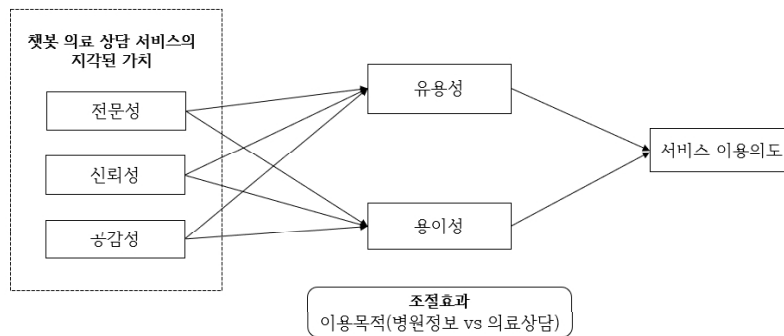 챗봇 의료 상담 서비스의
지각된 가치
전문성
신뢰성
공감성
유용성
용이성
서비스 이용의도
조절효과
이용목적(병원정보 vs 의료상담)